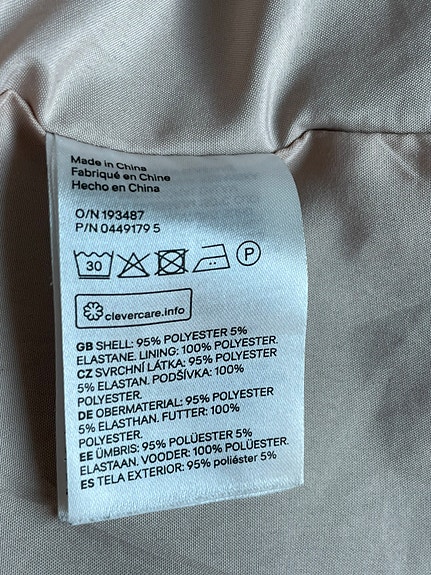 Made in China
Fabriqué en Chine
Hecho en China
O/N 193487
P/N 0449179 5
30 P
clevercare.info
GB SHELL: 95% POLYESTER 5%
ELASTANE. LINING: 100% POLYESTER.
CZ SVRCHNÍ LÁTKA: 95% POLYESTER
5% ELASTAN. PODŠÍVKA: 100%
POLYESTER.
DE OBERMATERIAL: 95% POLYESTER
5% ELASTHAN. FUTTER: 100%
POLYESTER.
EE ÜMBRIS: 95% POLÜESTER 5%
ELASTAAN. VOODER: 100% POLÜESTER.
ES TELA EXTERIOR: 95% poliéster 5%